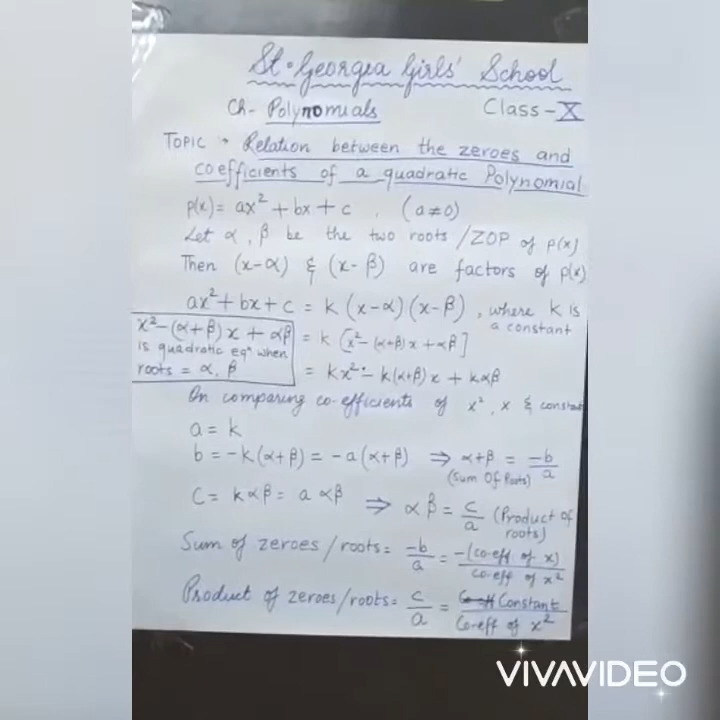 St. Georgia Girls' School
Ch- Polynomials Class - X
TOPIC → Relation between the zeroes and
coefficients of a quadratic Polynomial
p(x) = ax² + bx + c , (a ≠ 0)
Let α, β be the two roots / ZOP of p(x)
Then (x-α) & (x-β) are factors of p(x)
ax² + bx + c = k (x-α)(x-β), where k is
a constant
x² - (α+β)x + αβ = k [x² - (α+β)x + αβ]
is quadratic eqⁿ when
roots = α, β = kx² - k(α+β)x + kαβ
On comparing co-efficients of x², x & constant
a = k
b = -k(α+β) = -a(α+β) ⇒ α+β = -b/a
(Sum Of Roots)
C = kαβ = a αβ ⇒ αβ = c/a (Product of
roots)
Sum of zeroes / roots = -b/a = -(co-eff. of x)/co-eff of x²
Product of zeroes/roots = c/a = Constant/Co-eff of x²
VIVAVIDEO